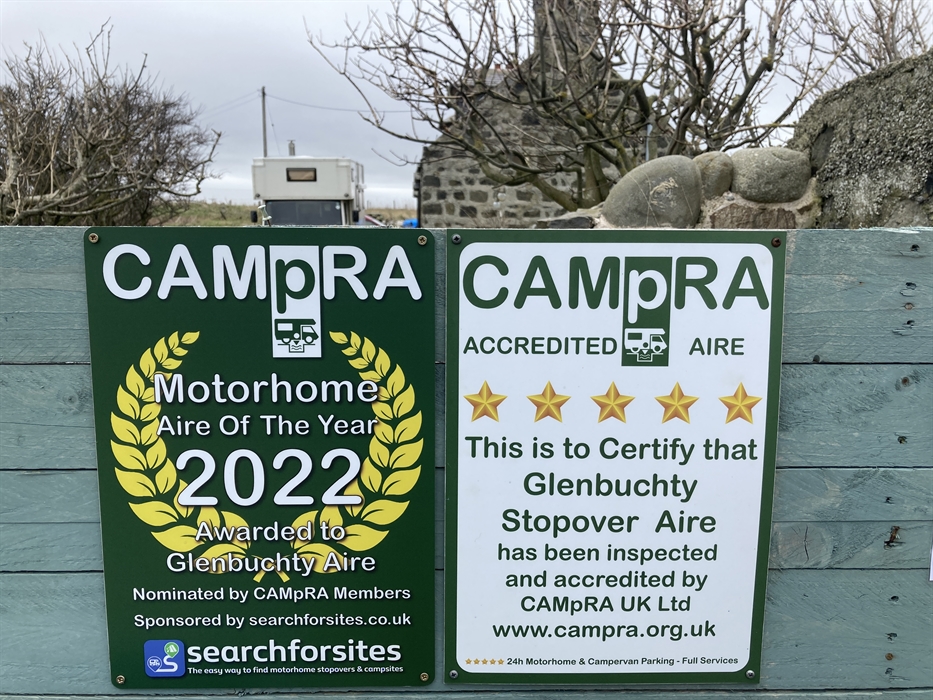 CAMpRA
Motorhome
Aire Of The Year
2022
Awarded to
Glenbuchty Aire
Nominated by CAMpRA Members
Sponsored by searchforsites.co.uk
searchforsites
The easy way to find motorhome stopovers & campsites
CAMpRA
ACCREDITED AIRE
This is to Certify that
Glenbuchty
Stopover Aire
has been inspected
and accredited by
CAMpRA UK Ltd
www.campra.org.uk
24h Motorhome & Campervan Parking - Full Services